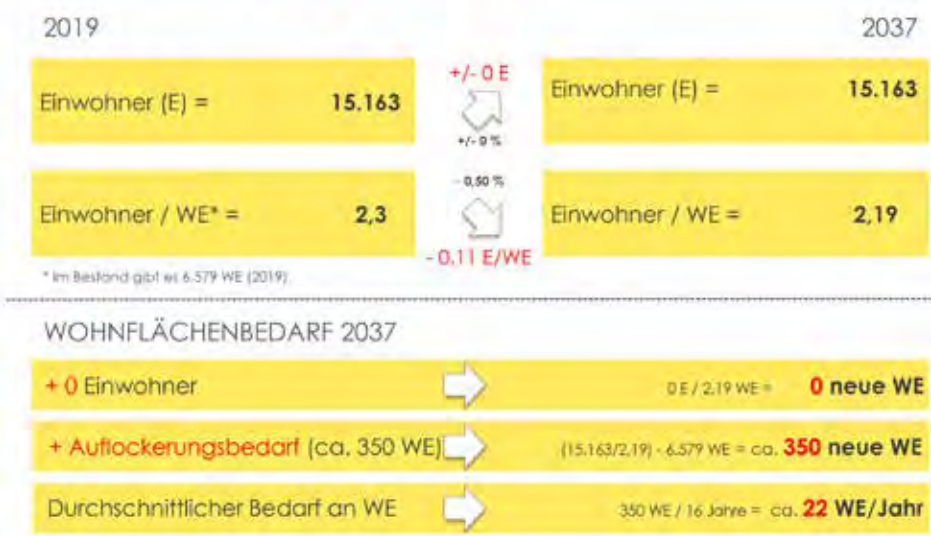 2019 2037
Einwohner (E) = 15.163 +/- 0 E Einwohner (E) = 15.163
+/- 0 %
- 0,50 %
Einwohner / WE* = 2,3 Einwohner / WE = 2,19
- 0,11 E/WE
* Im Bestand gibt es 6.579 WE (2019)
WOHNFLÄCHENBEDARF 2037
+ 0 Einwohner 0 E / 2,19 WE = 0 neue WE
+ Auflockerungsbedarf (ca. 350 WE) (15.163/2,19) - 6.579 WE = ca. 350 neue WE
Durchschnittlicher Bedarf an WE 350 WE / 16 Jahre = ca. 22 WE/Jahr